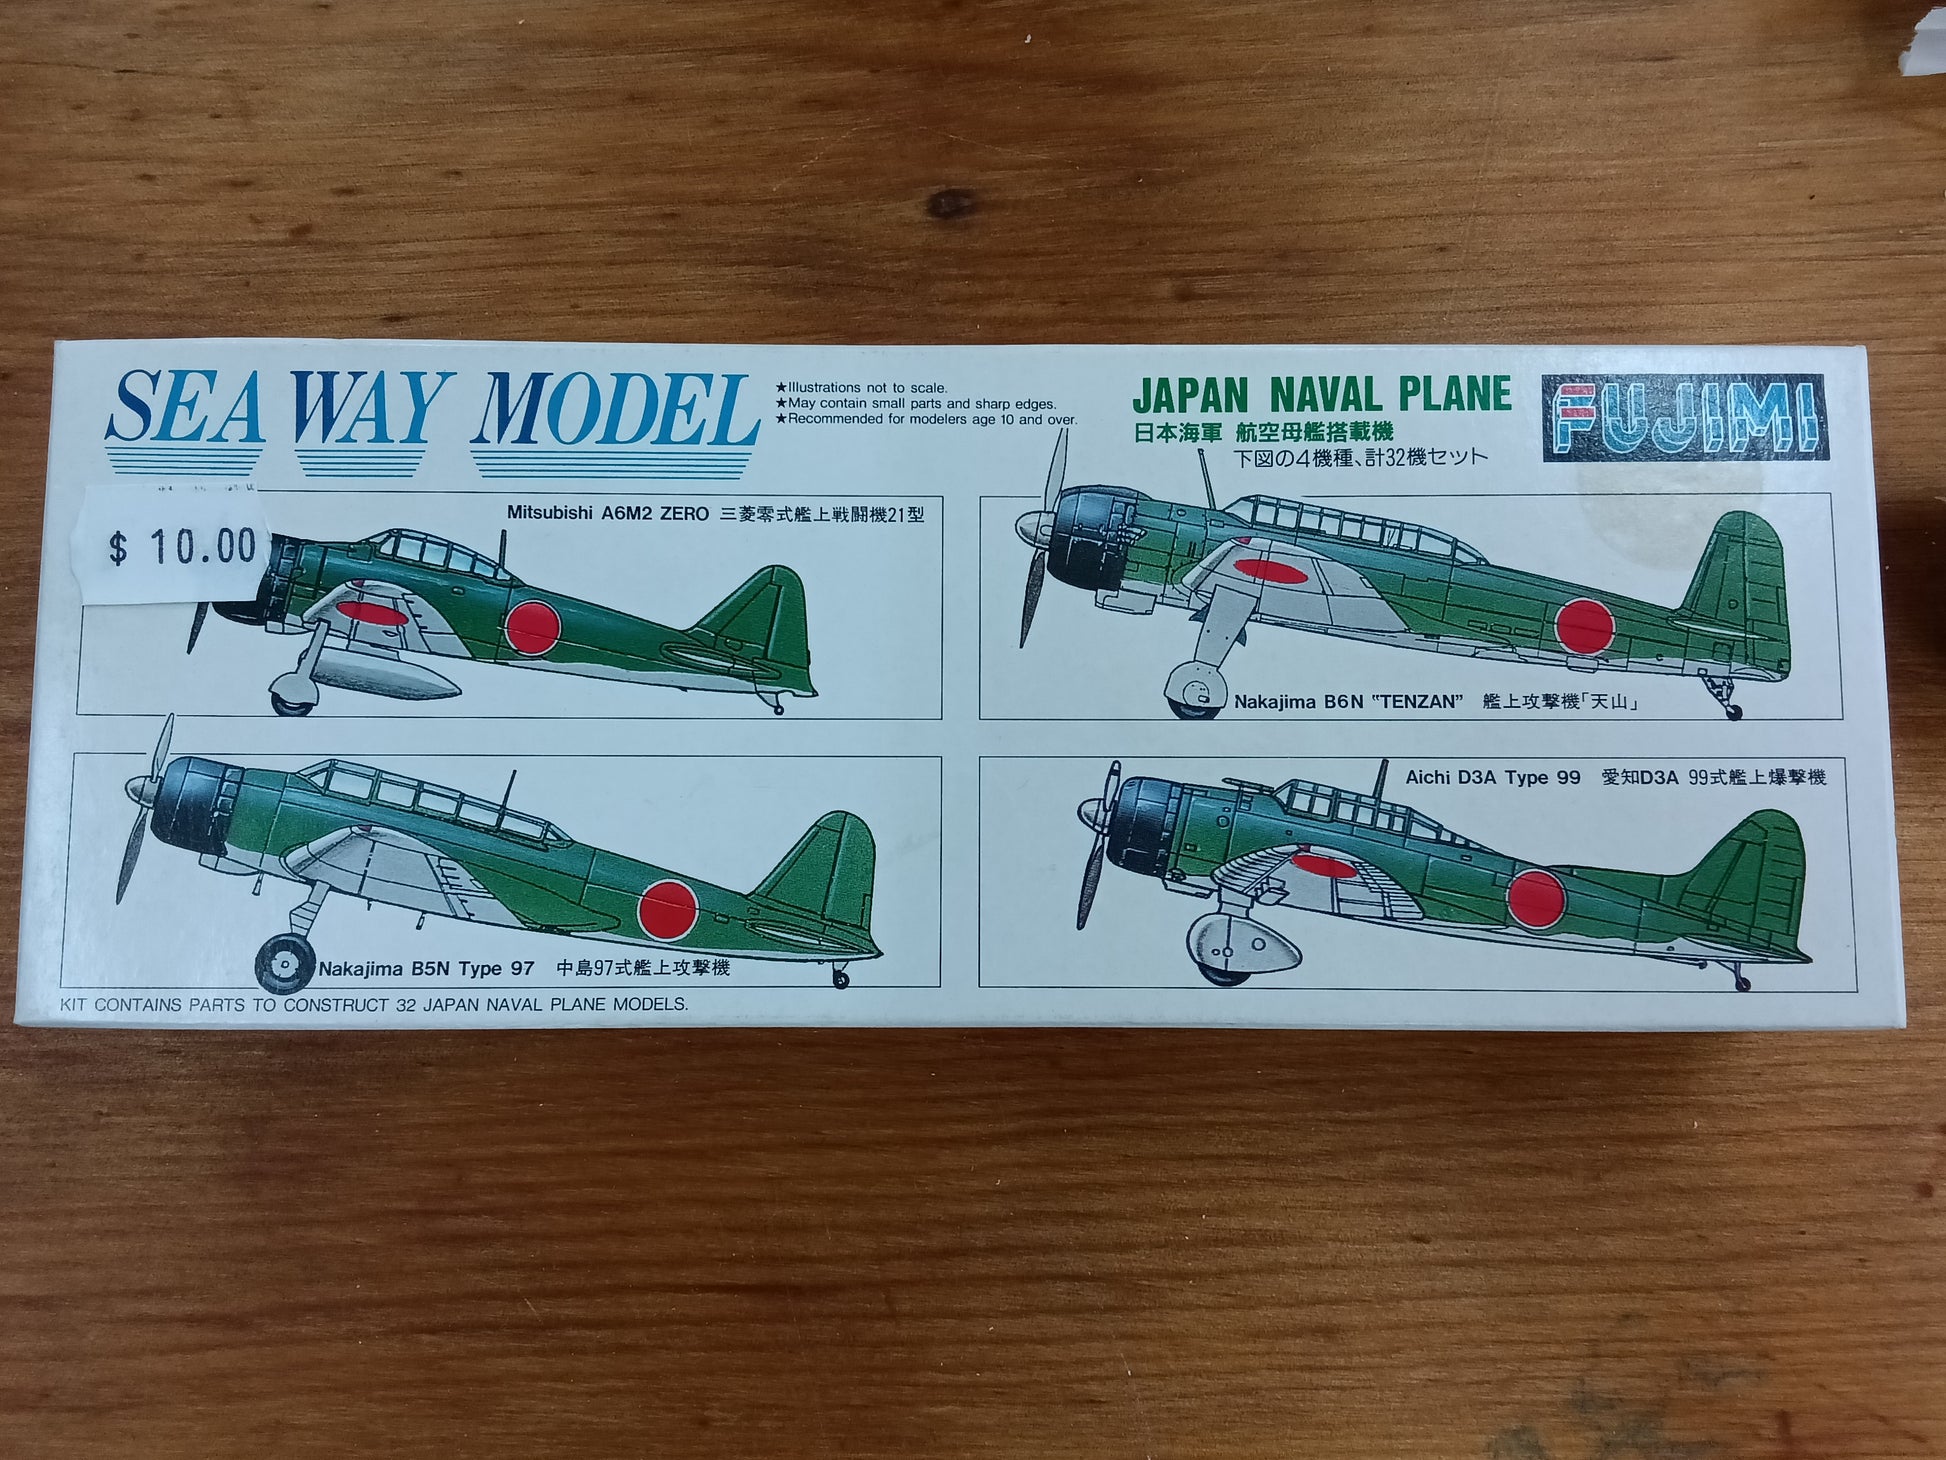 SEA WAY MODEL
★Illustrations not to scale.
★May contain small parts and sharp edges.
★Recommended for modelers age 10 and over.
JAPAN NAVAL PLANE
日本海軍 航空母艦搭載機
下図の4機種、計32機セット
FUJIMI
$ 10.00
Mitsubishi A6M2 ZERO 三菱零式艦上戦闘機21型
Nakajima B6N "TENZAN" 艦上攻撃機「天山」
Nakajima B5N Type 97 中島97式艦上攻撃機
Aichi D3A Type 99 愛知D3A 99式艦上爆撃機
KIT CONTAINS PARTS TO CONSTRUCT 32 JAPAN NAVAL PLANE MODELS.